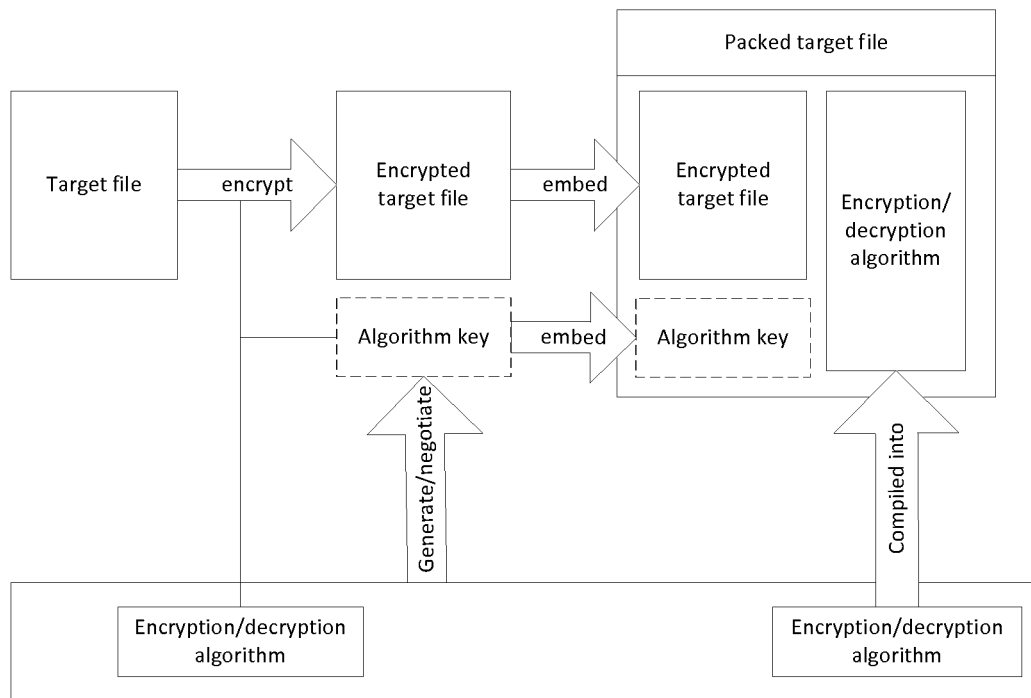 Packed target file
Target file
encrypt
Encrypted
target file
embed
Encrypted
target file
Encryption/
decryption
algorithm
Algorithm key
embed
Algorithm key
Generate/negotiate
Compiled into
Encryption/decryption
algorithm
Encryption/decryption
algorithm